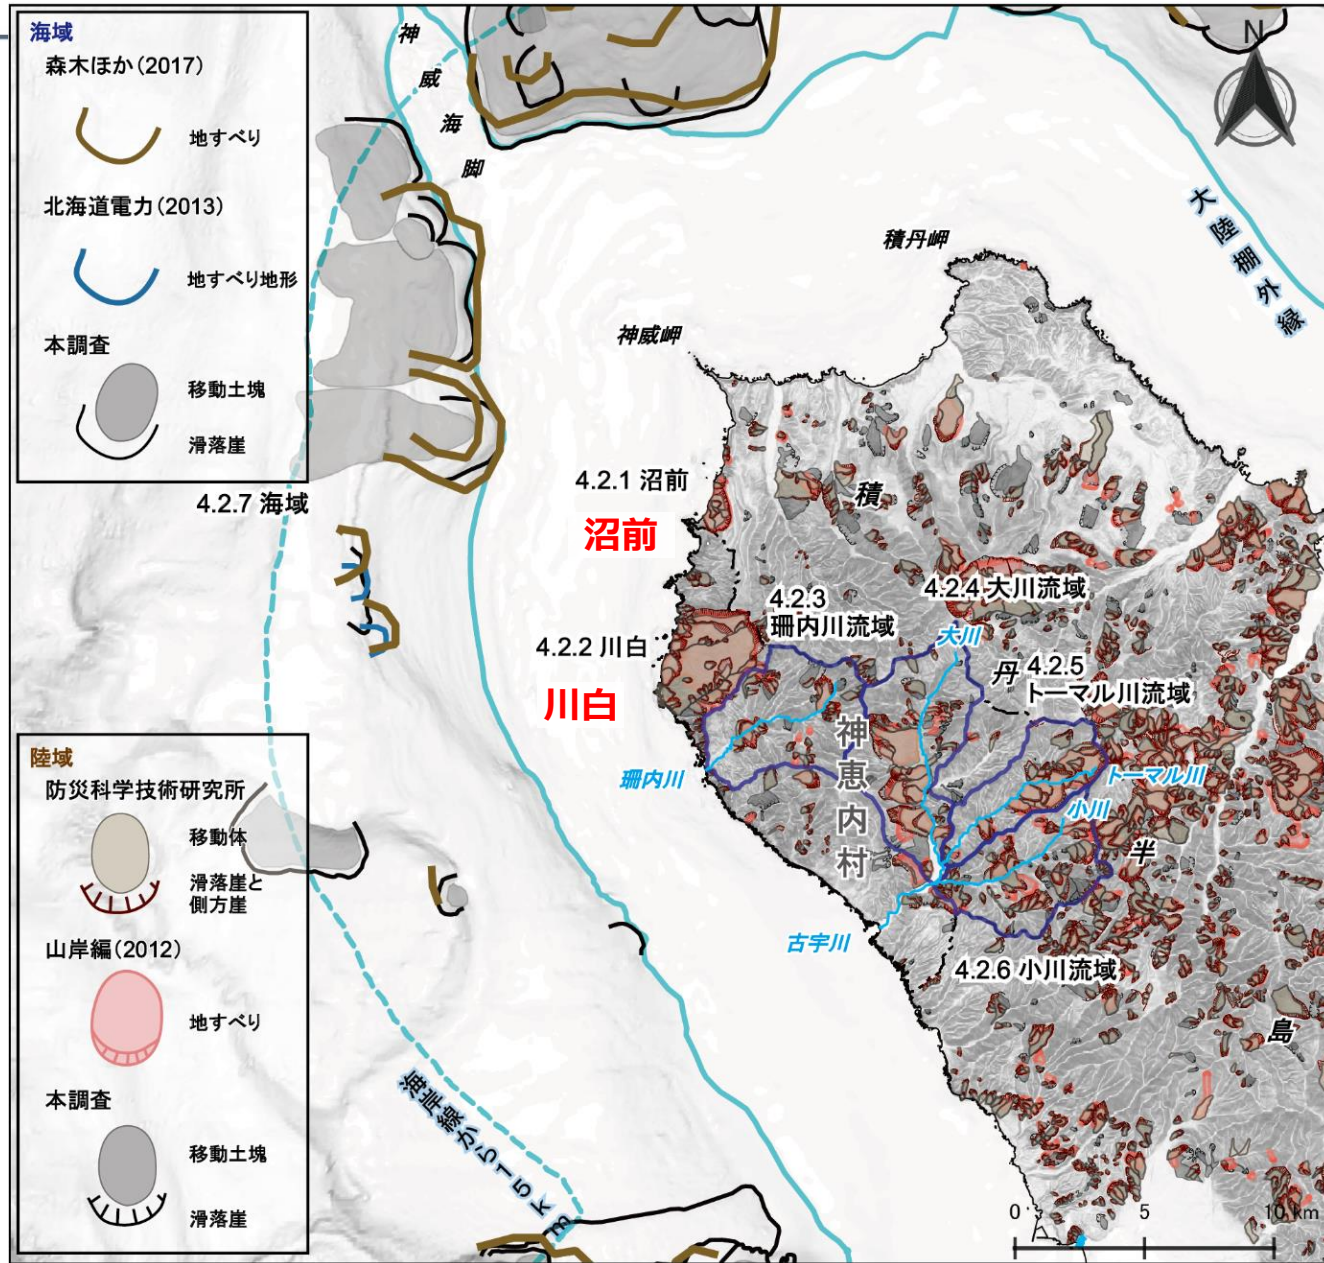 海域
森木ほか(2017)
地すべり
北海道電力(2013)
地すべり地形
本調査
移動土塊
滑落崖
陸域
防災科学技術研究所
移動体
滑落崖と
側方崖
山岸編(2012)
地すべり
本調査
移動土塊
滑落崖
神威海脚
N
大陸棚外縁
積丹岬
神威岬
4.2.7 海域
4.2.1 沼前
沼前
積
4.2.3
珊内川流域
4.2.4 大川流域
大川
4.2.2 川白
川白
丹
4.2.5
トーマル川流域
神恵内村
珊内川
トーマル川
小川
半
古宇川
4.2.6 小川流域
島
海岸線から15km
0
5
10 km